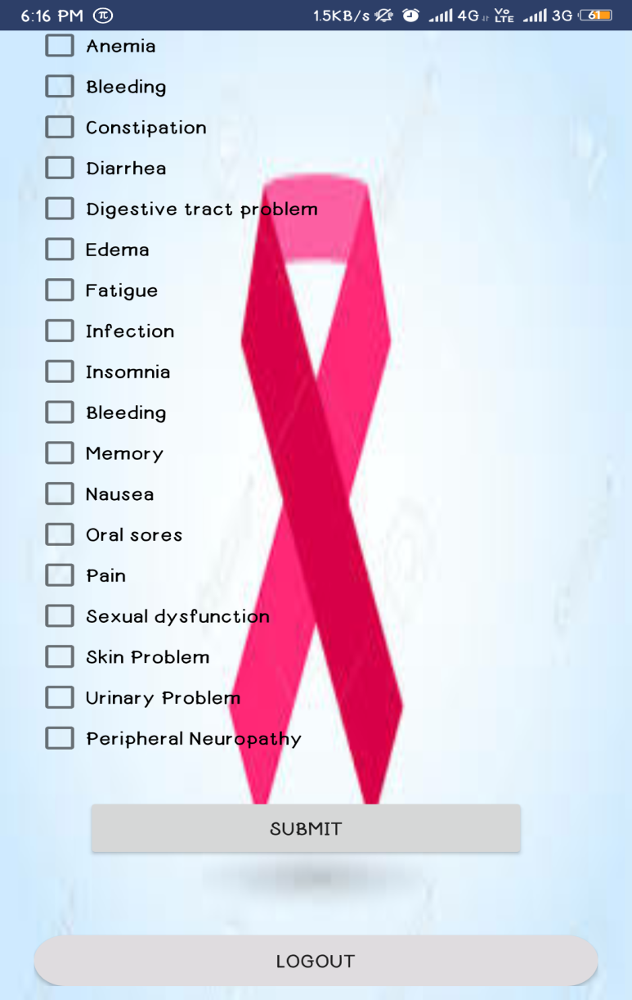 6:16 PM π 1.5KB/s 4G Vo LTE 3G 61
Anemia
Bleeding
Constipation
Diarrhea
Digestive tract problem
Edema
Fatigue
Infection
Insomnia
Bleeding
Memory
Nausea
Oral sores
Pain
Sexual dysfunction
Skin Problem
Urinary Problem
Peripheral Neuropathy
SUBMIT
LOGOUT